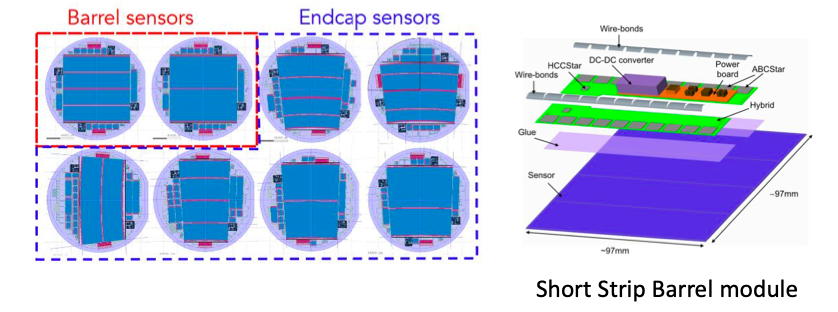 Barrel sensors
Endcap sensors
Wire-bonds
DC-DC converter
Power
board
ABCStar
HCCStar
Wire-bonds
Hybrid
Glue
Sensor
~97mm
~97mm
Short Strip Barrel module